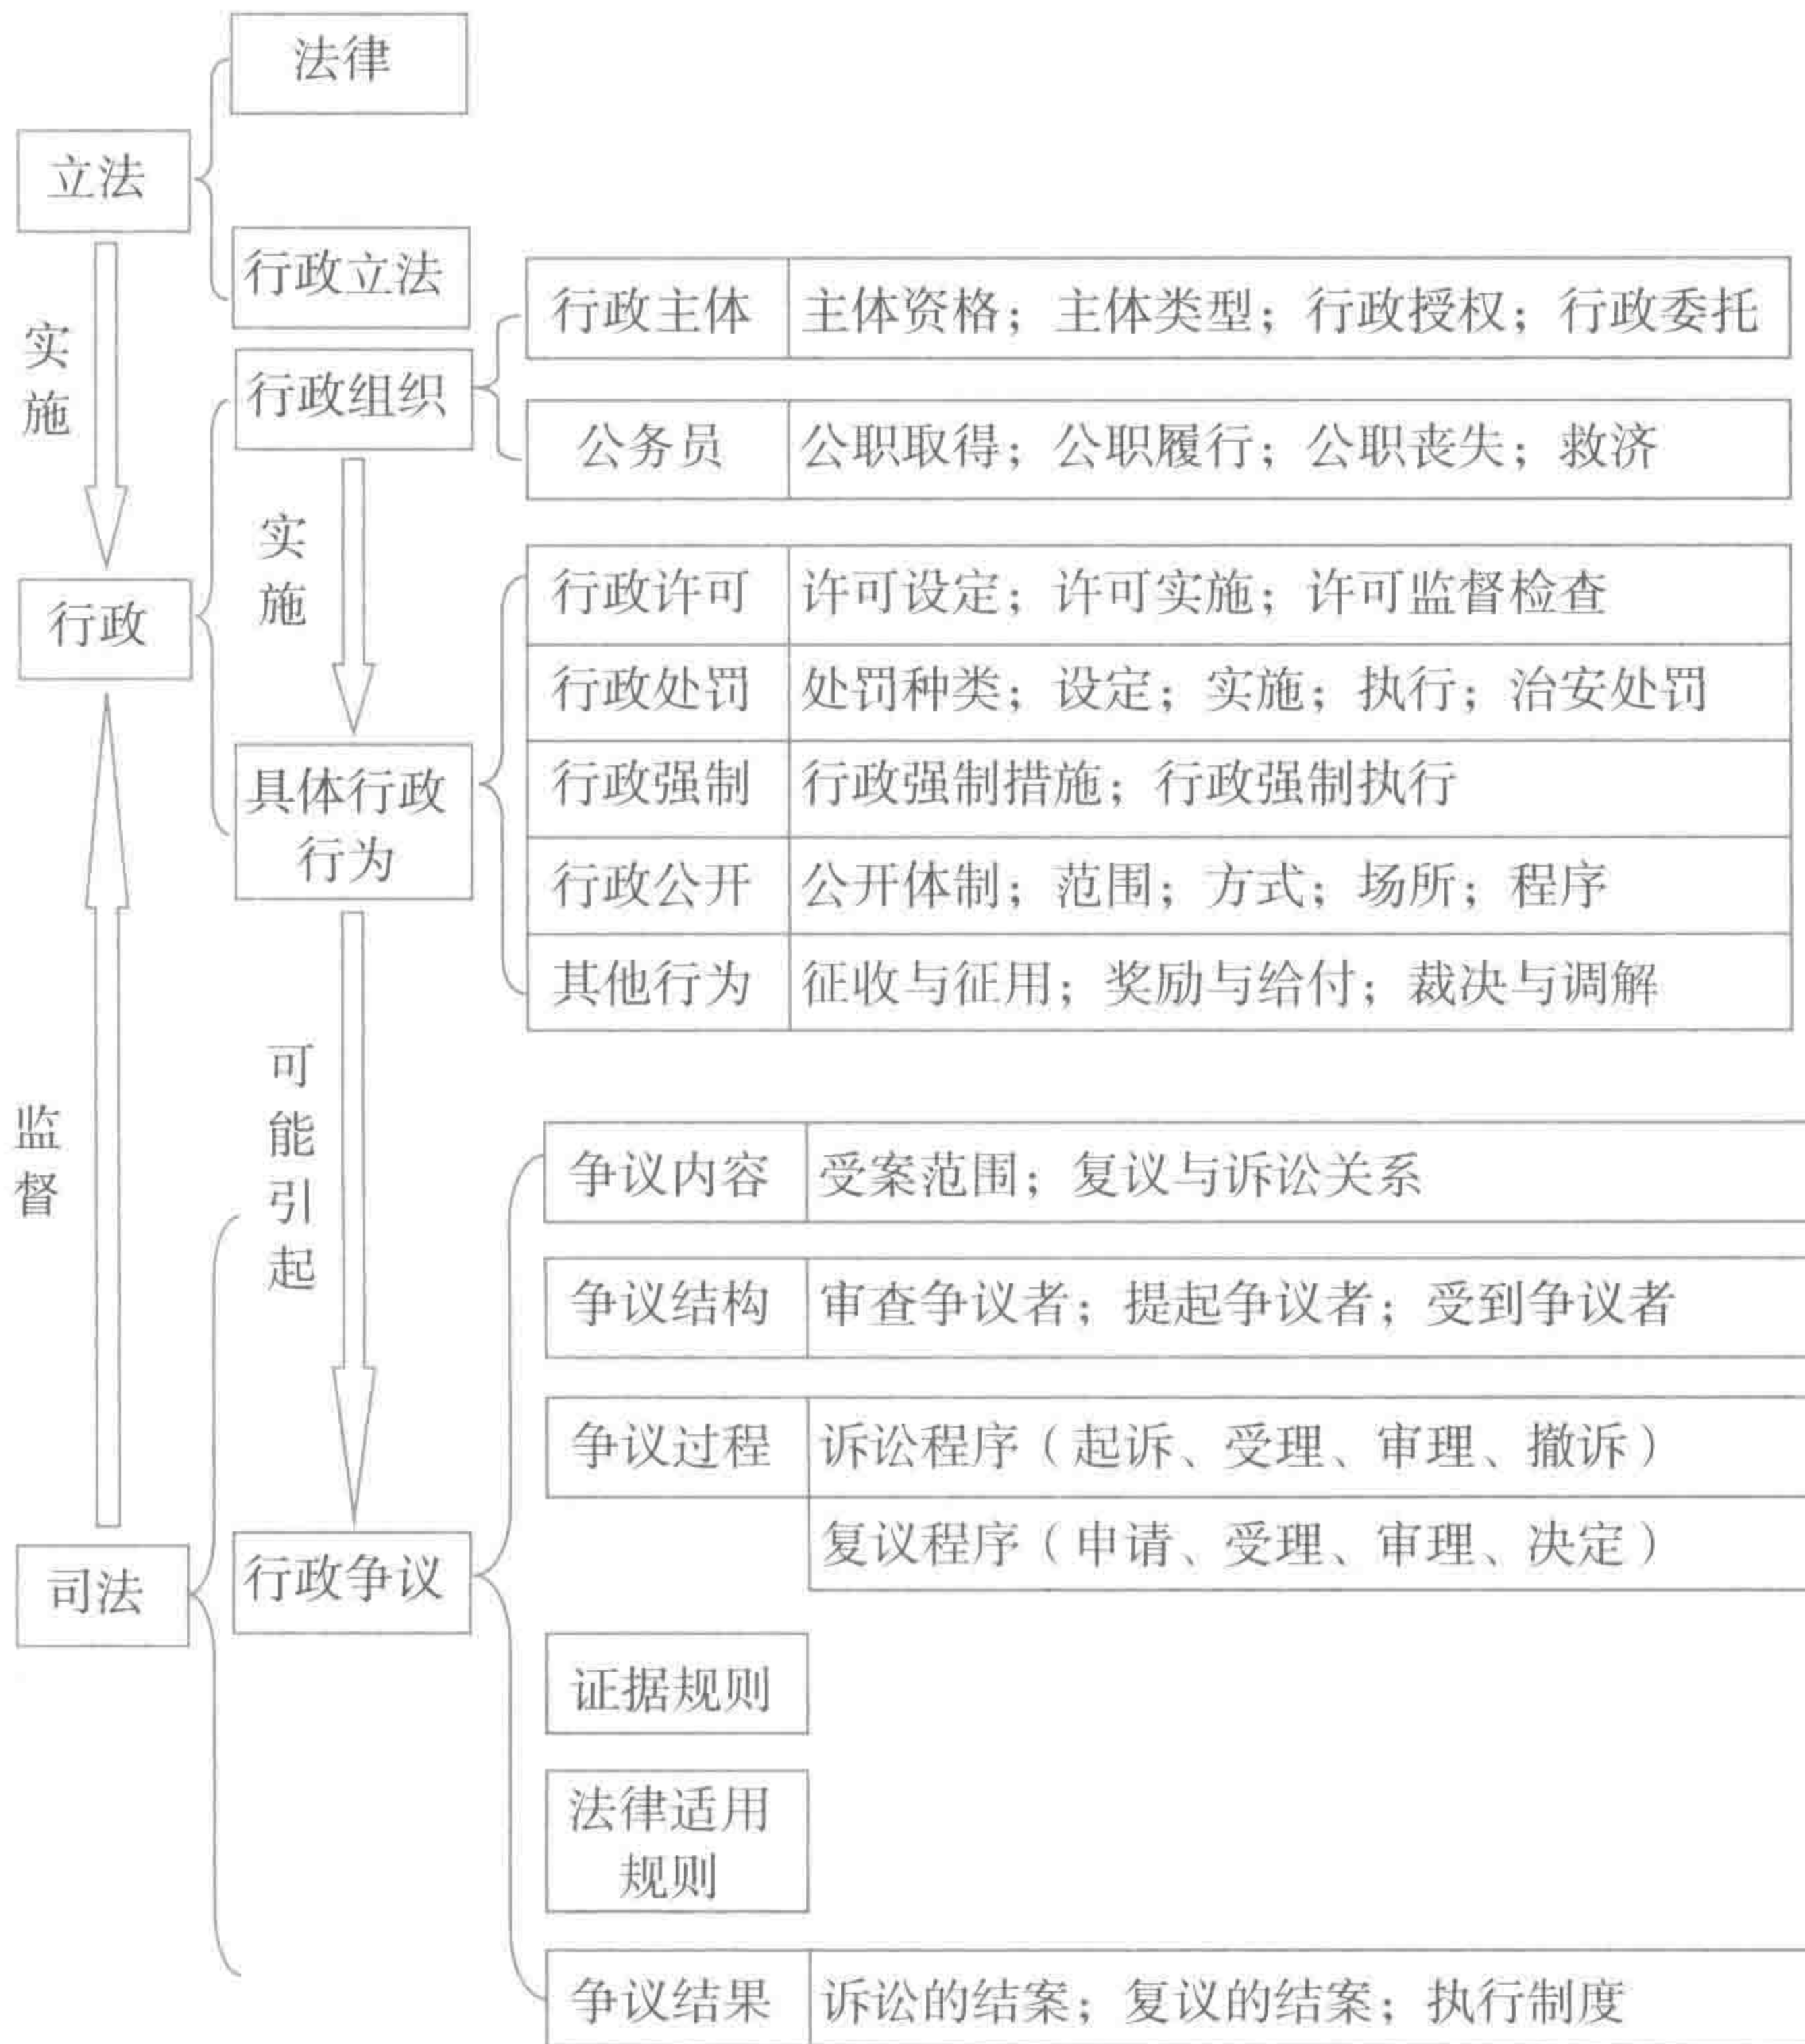 法律
立法
行政立法
行政主体 主体资格；主体类型；行政授权；行政委托
实施
行政组织
公务员 公职取得；公职履行；公职丧失；救济
实施
行政许可 许可设定；许可实施；许可监督检查
行政
行政处罚 处罚种类；设定；实施；执行；治安处罚
行政强制 行政强制措施；行政强制执行
具体行政
行为
行政公开 公开体制；范围；方式；场所；程序
其他行为 征收与征用；奖励与给付；裁决与调解
可能引起
监督
争议内容 受案范围；复议与诉讼关系
争议结构 审查争议者；提起争议者；受到争议者
争议过程 诉讼程序（起诉、受理、审理、撤诉）
复议程序（申请、受理、审理、决定）
司法
行政争议
证据规则
法律适用
规则
争议结果 诉讼的结案；复议的结案；执行制度